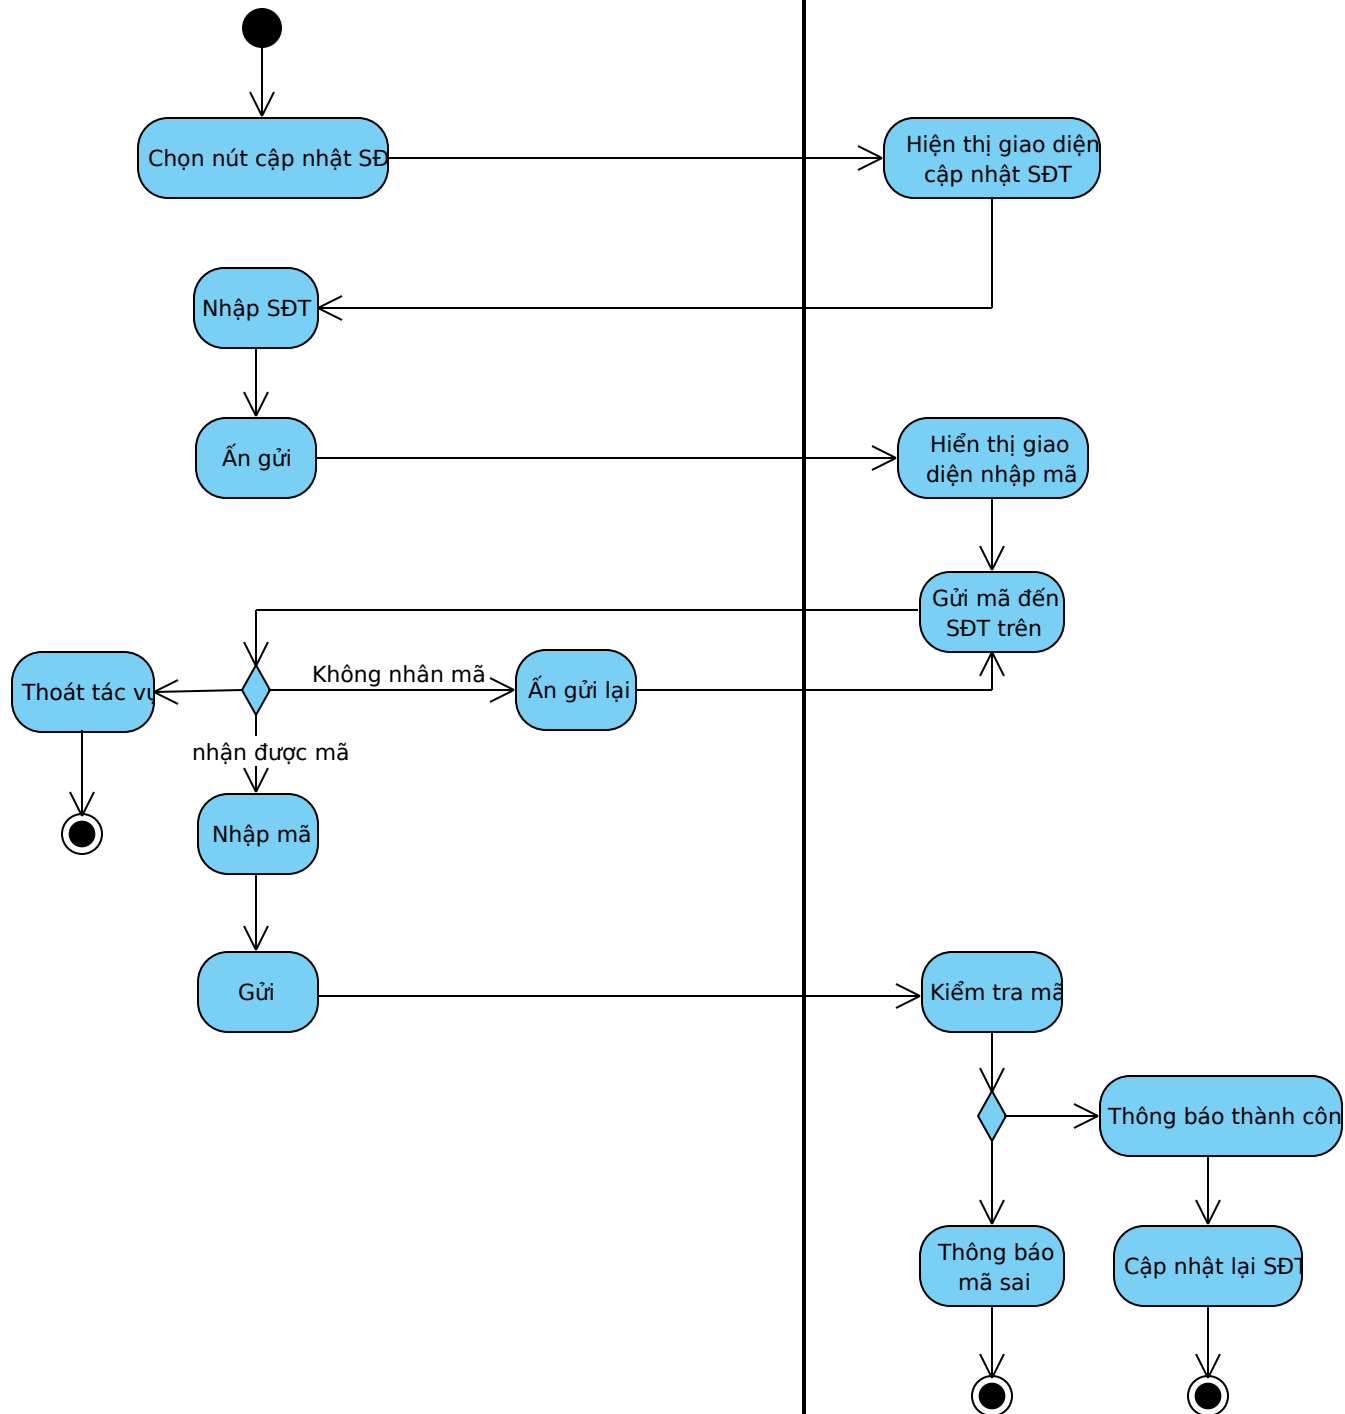 Chọn nút cập nhật SĐ
Hiện thị giao diện
cập nhật SĐT
Nhập SĐT
Ấn gửi
Hiển thị giao
diện nhập mã
Gửi mã đến
SĐT trên
Thoát tác vụ
Không nhân mã
Ấn gửi lại
nhận được mã
Nhập mã
Gửi
Kiểm tra mã
Thông báo thành côn
Thông báo
mã sai
Cập nhật lại SĐT